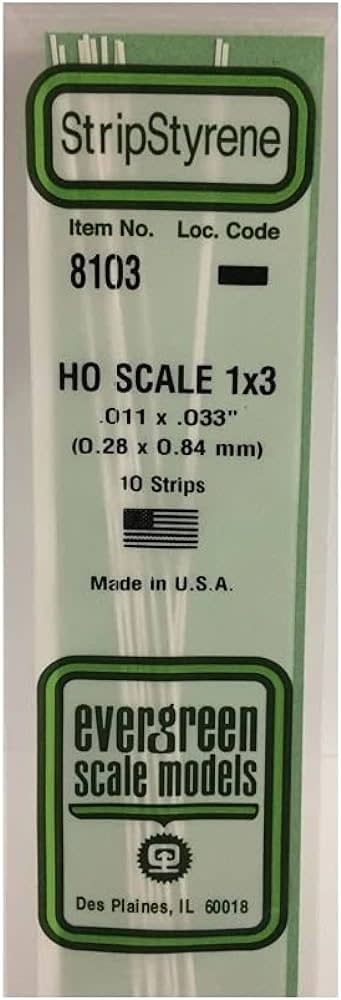 StripStyrene
Item No. Loc. Code
8103
HO SCALE 1x3
.011 x .033"
(0.28 x 0.84 mm)
10 Strips
Made in U.S.A.
evergreen
scale models
Des Plaines, IL 60018